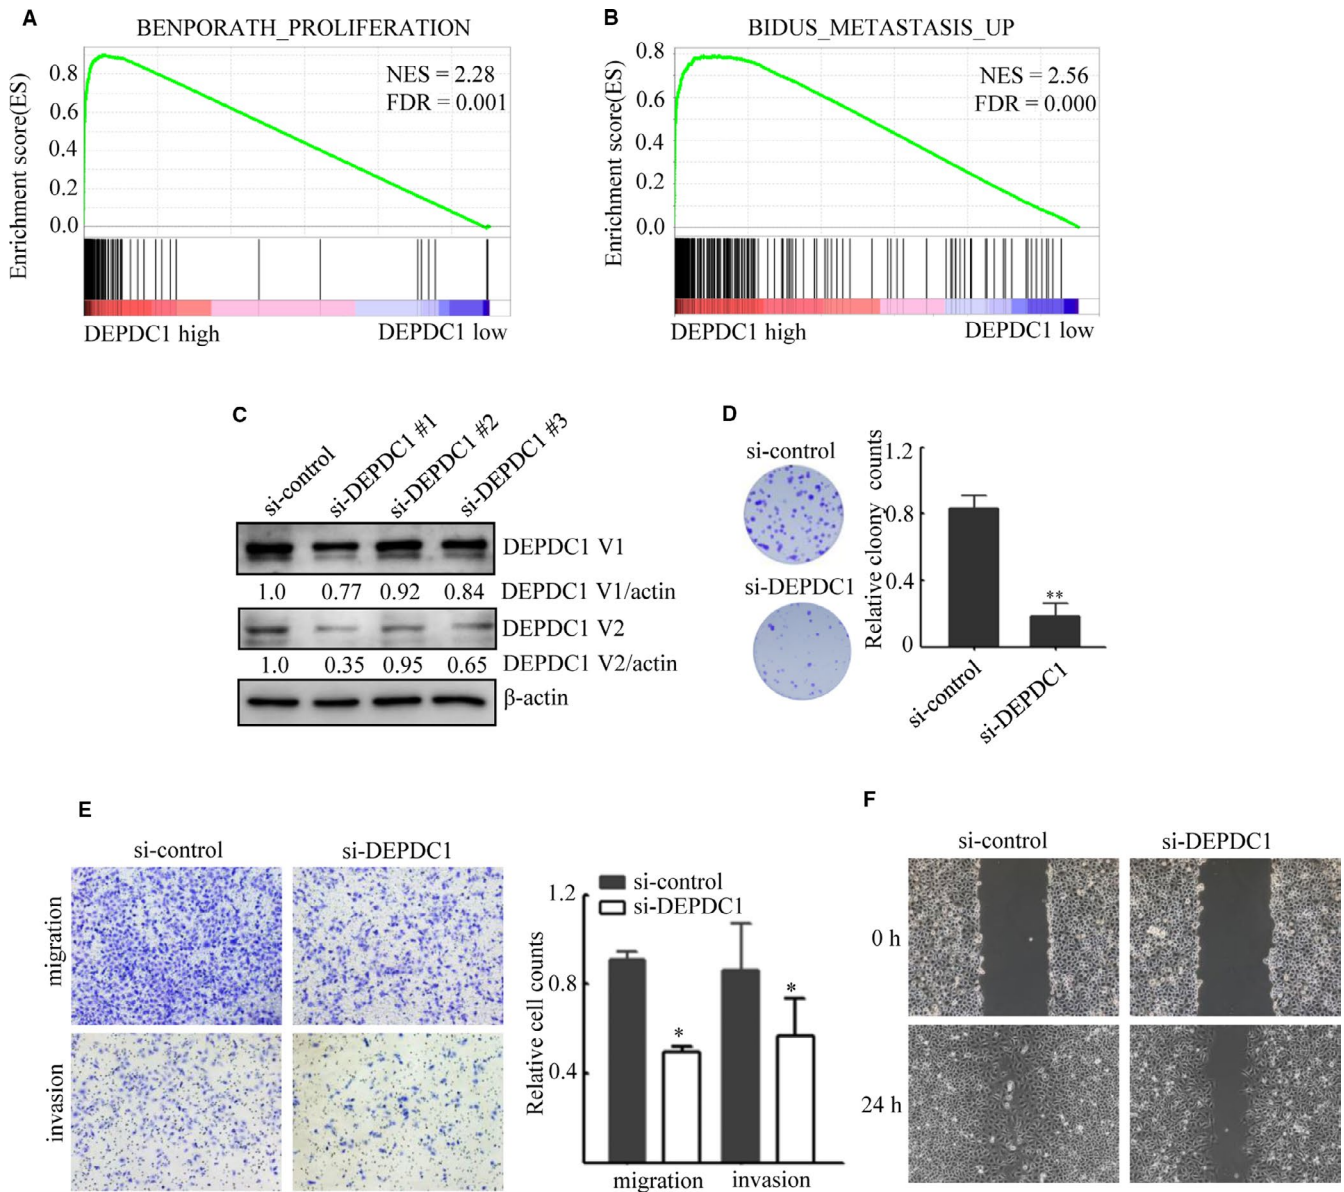 A
BENPORATH_PROLIFERATION
NES = 2.28
FDR = 0.001
Enrichment score(ES)
0.8
0.6
0.4
0.2
0.0
DEPDC1 high
DEPDC1 low
B
BIDUS_METASTASIS_UP
NES = 2.56
FDR = 0.000
Enrichment score(ES)
0.8
0.6
0.4
0.2
0.0
DEPDC1 high
DEPDC1 low
C
si-control
si-DEPDC1 #1
si-DEPDC1 #2
si-DEPDC1 #3
DEPDC1 V1
1.0 0.77 0.92 0.84 DEPDC1 V1/actin
DEPDC1 V2
1.0 0.35 0.95 0.65 DEPDC1 V2/actin
β-actin
D
si-control
si-DEPDC1
Relative cloony counts
1.2
0.8
0.4
0
**
si-control
si-DEPDC1
E
si-control
si-DEPDC1
migration
invasion
Relative cell counts
1.2
0.8
0.4
si-control
si-DEPDC1
*
*
migration
invasion
F
si-control
si-DEPDC1
0 h
24 h